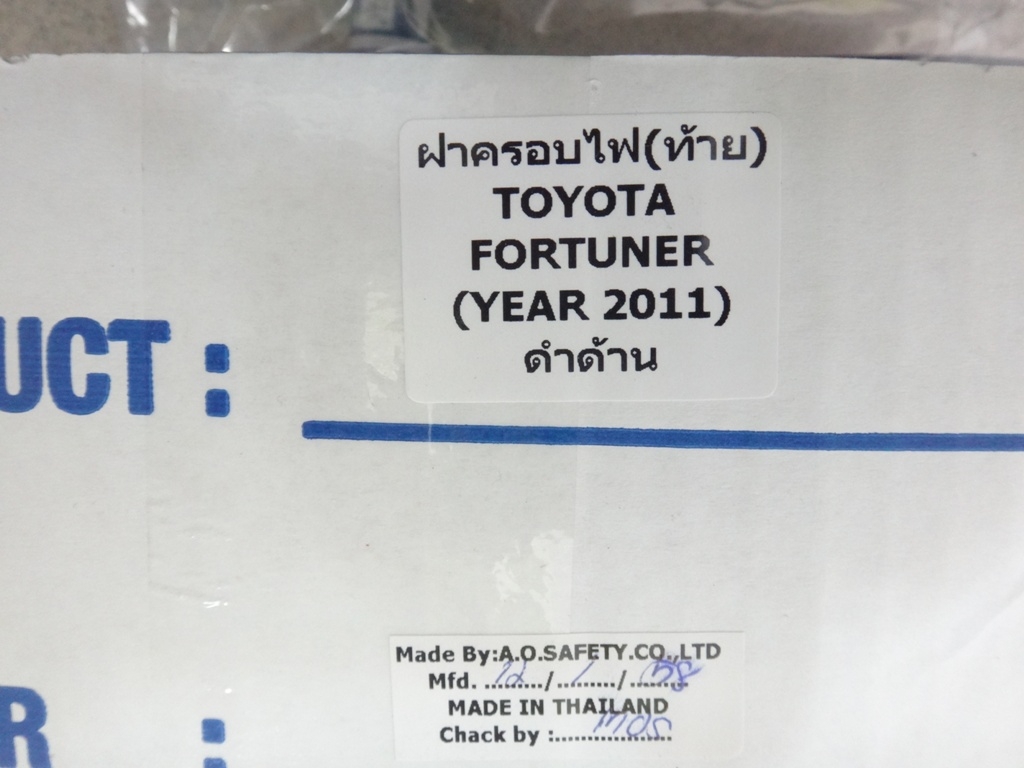 ฝาครอบไฟ(ท้าย)
TOYOTA
FORTUNER
(YEAR 2011)
ดำด้าน
UCT :
Made By:A.O.SAFETY.CO.,LTD
Mfd. 12/1/58
MADE IN THAILAND
Chack by :
R :